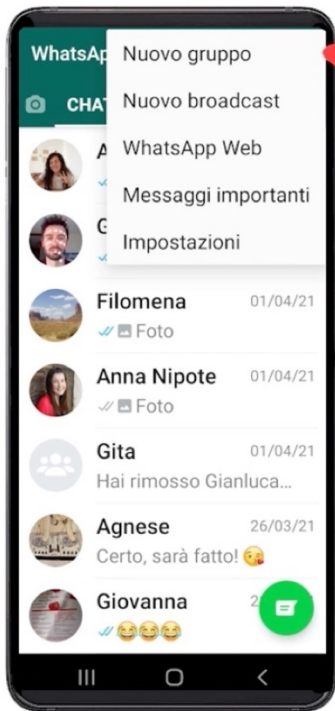 WhatsAp
Nuovo gruppo
CHAT
Nuovo broadcast
A
WhatsApp Web
Messaggi importanti
G
Impostazioni
Filomena 01/04/21
Foto
Anna Nipote 01/04/21
Foto
Gita 01/04/21
Hai rimosso Gianluca...
Agnese 26/03/21
Certo, sarà fatto! 😘
Giovanna 2
😂😂😂